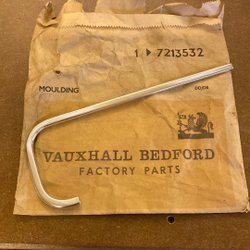 1 ▶ 7213532
MOULDING
VAUXHALL BEDFORD
FACTORY PARTS